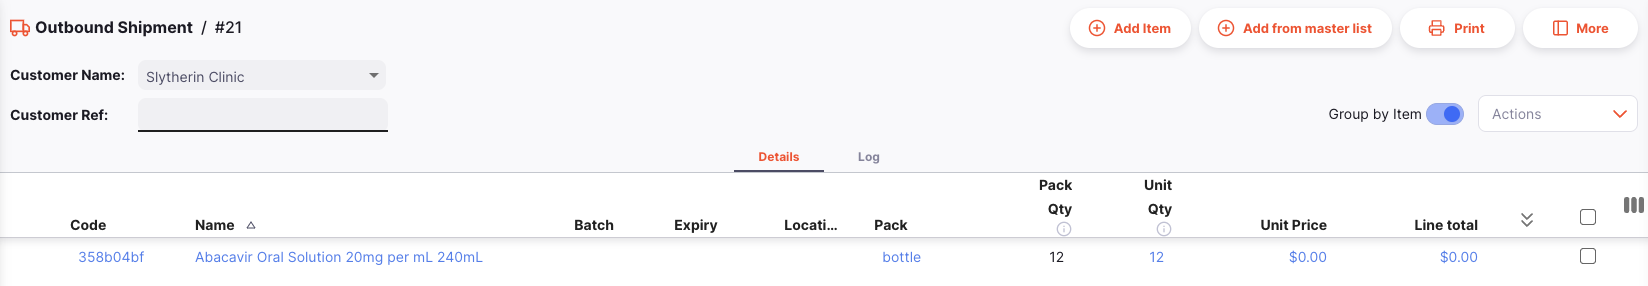 Outbound Shipment / #21
Add Item
Add from master list
Print
More
Customer Name: Slytherin Clinic
Customer Ref:
Group by Item
Actions
Details
Log
Code
Name
Batch
Expiry
Locati...
Pack
Pack
Qty
Unit
Qty
Unit Price
Line total
358b04bf
Abacavir Oral Solution 20mg per mL 240mL
bottle
12
12
$0.00
$0.00